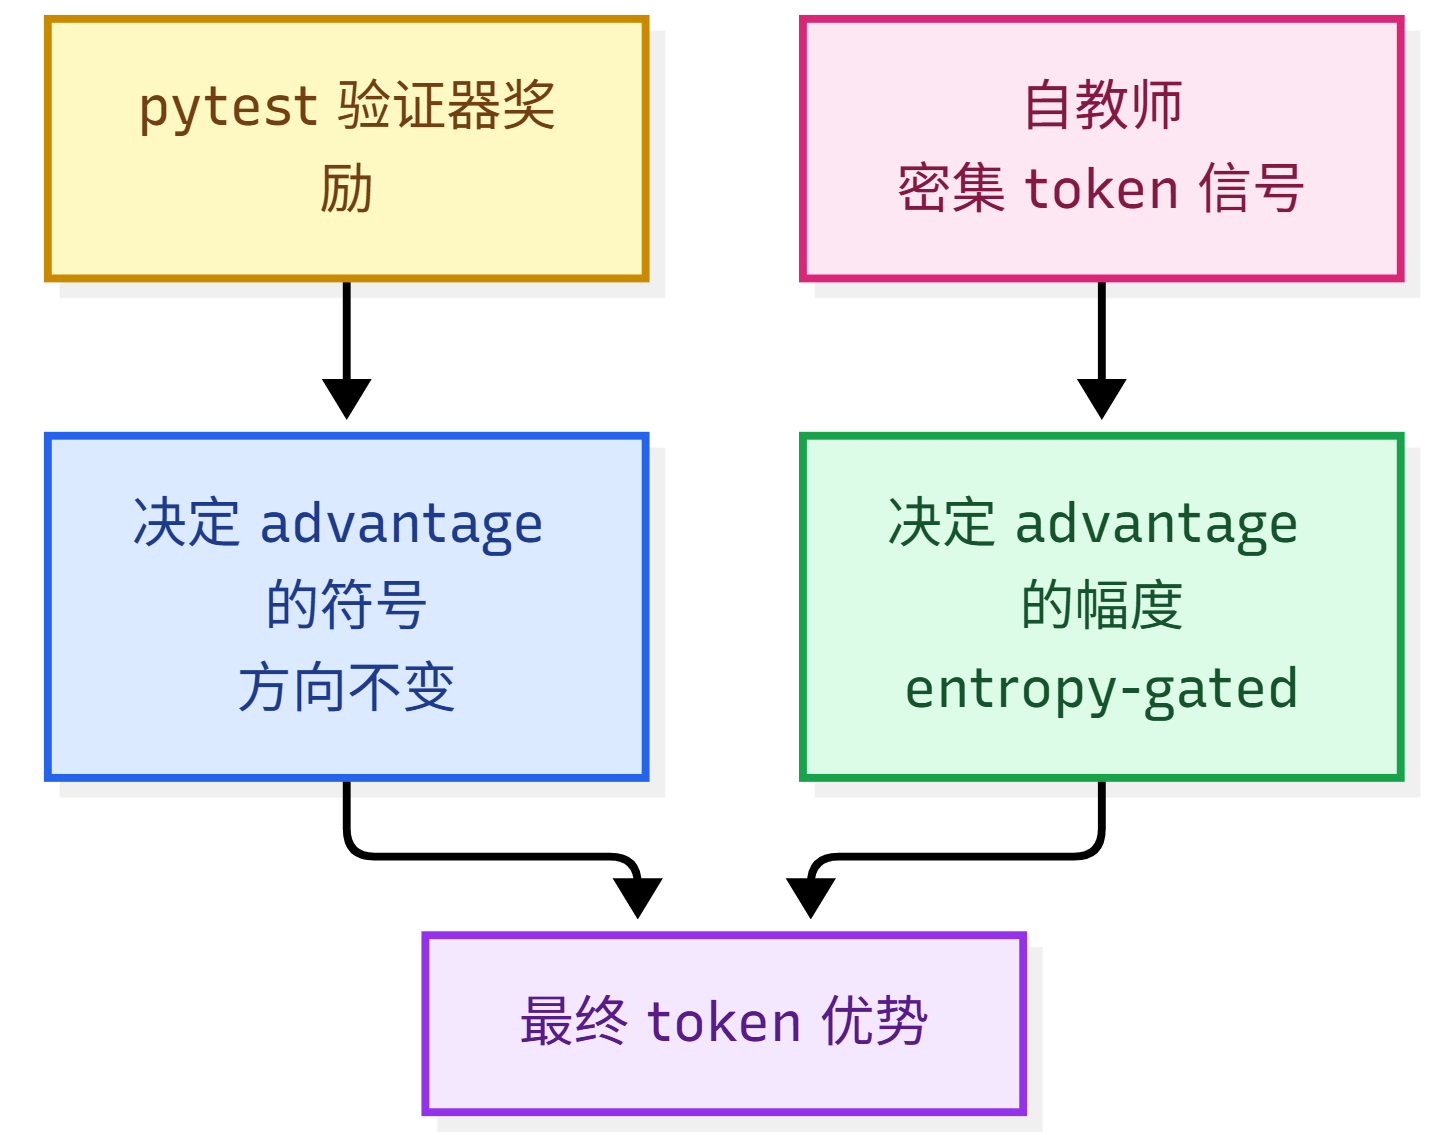 pytest 验证器奖
励
自教师
密集 token 信号
决定 advantage
的符号
方向不变
决定 advantage
的幅度
entropy-gated
最终 token 优势